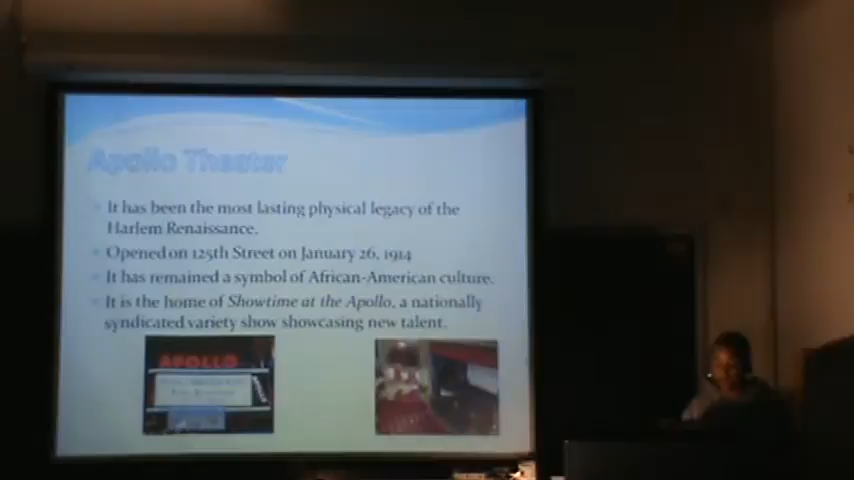 Apollo Theater
It has been the most lasting physical legacy of the
Harlem Renaissance.
Opened on 125th Street on January 26, 1914
It has remained a symbol of African-American culture.
It is the home of Showtime at the Apollo, a nationally
syndicated variety show showcasing new talent.
APOLLO